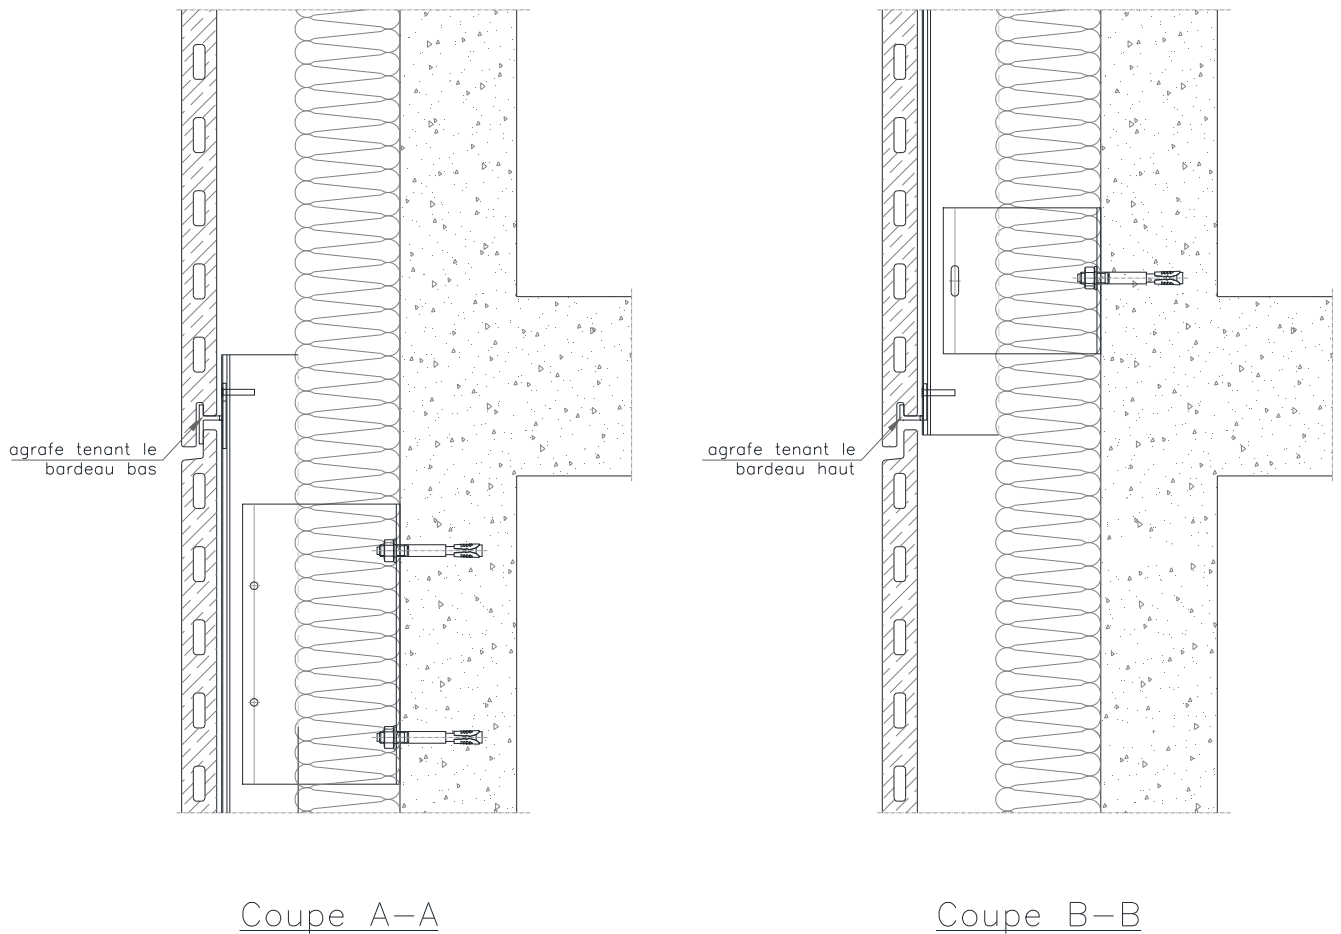 agrafe tenant le
bardeau bas
agrafe tenant le
bardeau haut
Coupe A-A
Coupe B-B